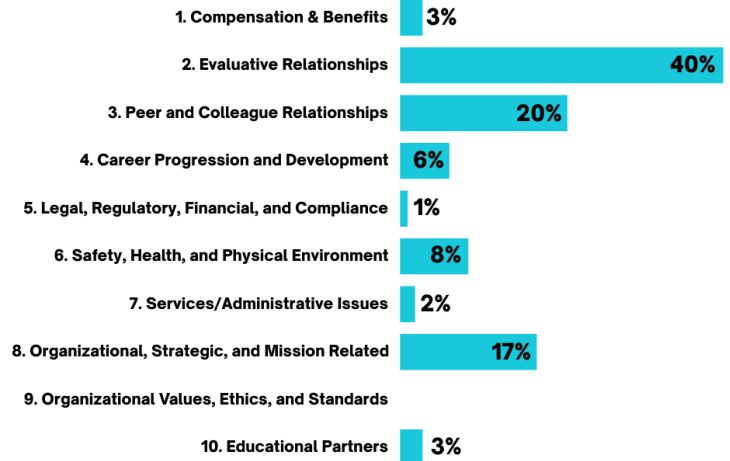 1. Compensation & Benefits 3%
2. Evaluative Relationships 40%
3. Peer and Colleague Relationships 20%
4. Career Progression and Development 6%
5. Legal, Regulatory, Financial, and Compliance 1%
6. Safety, Health, and Physical Environment 8%
7. Services/Administrative Issues 2%
8. Organizational, Strategic, and Mission Related 17%
9. Organizational Values, Ethics, and Standards
10. Educational Partners 3%